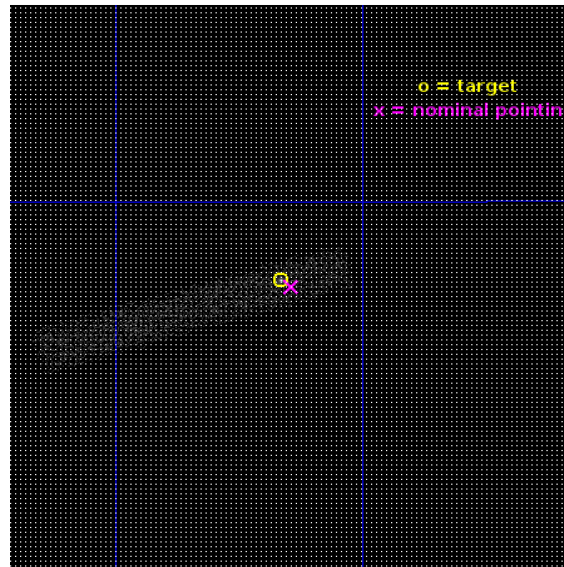 o = target
x = nominal pointin